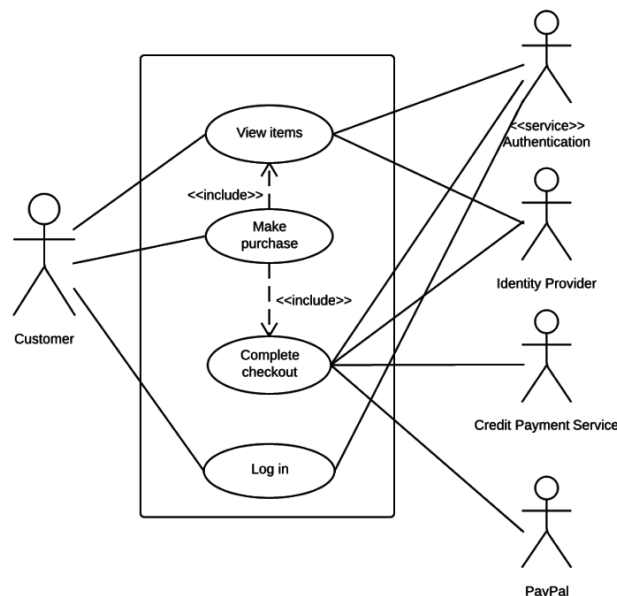 View items
<<service>>
Authentication
<<include>>
Make
purchase
Identity Provider
<<include>>
Customer
Complete
checkout
Credit Payment Service
Log in
PayPal